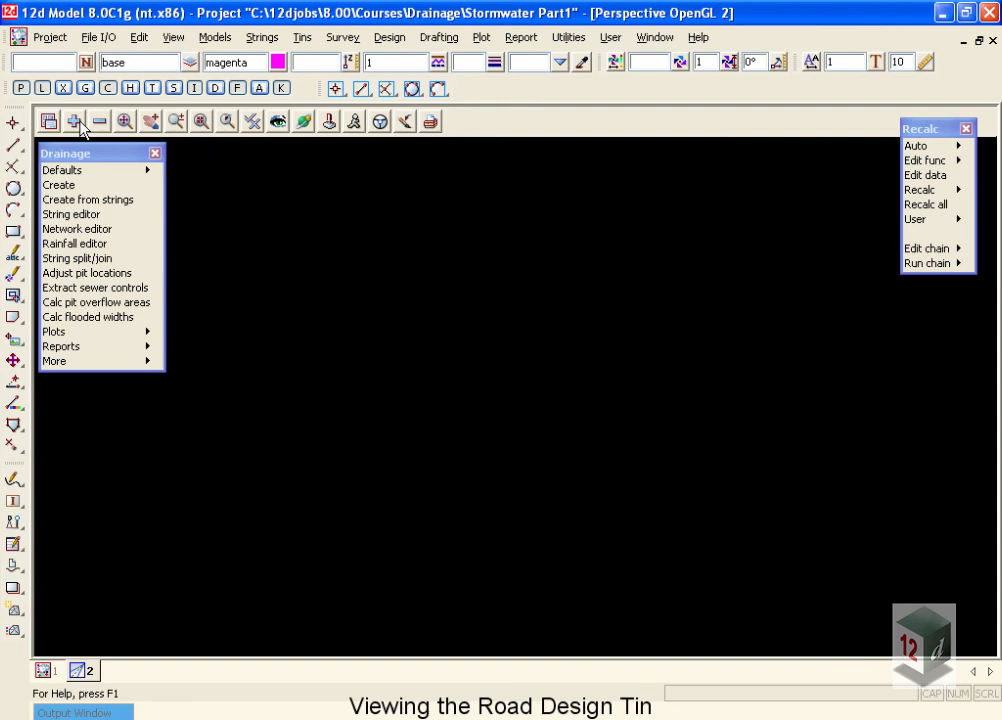 12d Model 8.0C1g (nt.x86) - Project "C:\12djobs\8.00\Courses\Drainage\Stormwater Part1" - [Perspective OpenGL 2]
Project File I/O Edit View Models Strings Tins Survey Design Drafting Plot Report Utilities User Window Help
N base magenta 1 1 0° 1 T 10
P L X G C H T S I D F A K
Drainage
Defaults
Create
Create from strings
String editor
Network editor
Rainfall editor
String split/join
Adjust pit locations
Extract sewer controls
Calc pit overflow areas
Calc flooded widths
Plots
Reports
More
Recalc
Auto
Edit func
Edit data
Recalc
Recalc all
User
Edit chain
Run chain
abc
12 d
1 2
For Help, press F1
CAP NUM SCRL
Viewing the Road Design Tin
Output Window